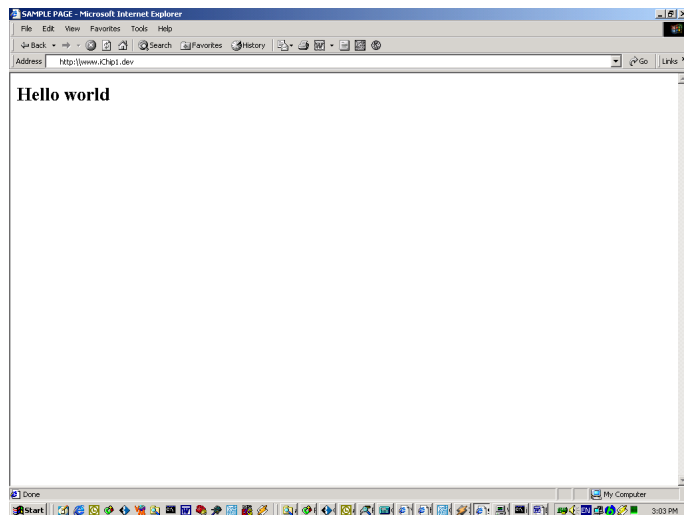 SAMPLE PAGE - Microsoft Internet Explorer
File Edit View Favorites Tools Help
Back Search Favorites History
Address http:\\www.iChip1.dev Go Links
Hello world
Done My Computer
Start 3:03 PM